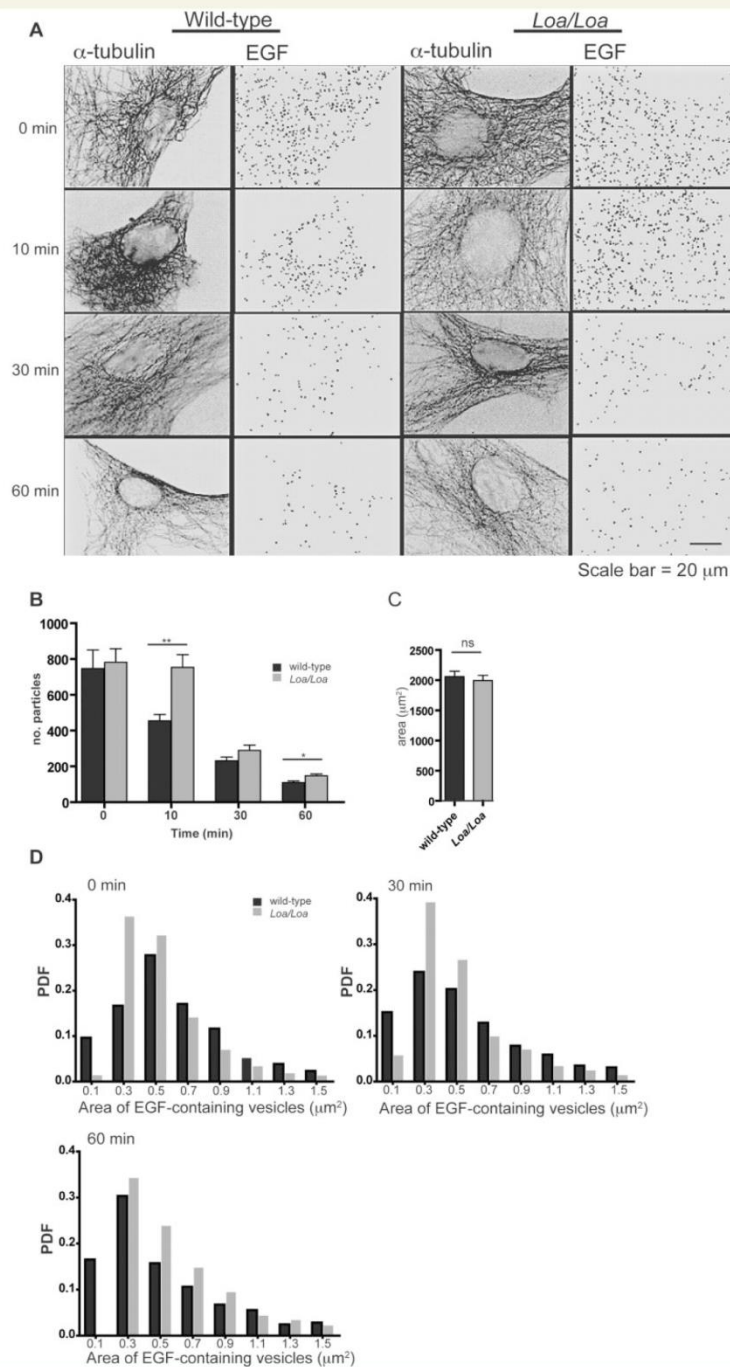 A
Wild-type Loa/Loa
α-tubulin EGF α-tubulin EGF
0 min
10 min
30 min
60 min
Scale bar = 20 μm
B
1000
800
600
400
200
0
no. particles
**
*
wild-type
Loa/Loa
0 10 30 60
Time (min)
C
ns
2500
2000
1500
1000
500
0
area (μm²)
wild-type
Loa/Loa
D
0 min
wild-type
Loa/Loa
0.4
0.3
0.2
0.1
0.0
PDF
0.1 0.3 0.5 0.7 0.9 1.1 1.3 1.5
Area of EGF-containing vesicles (μm²)
30 min
0.4
0.3
0.2
0.1
0.0
PDF
0.1 0.3 0.5 0.7 0.9 1.1 1.3 1.5
Area of EGF-containing vesicles (μm²)
60 min
0.4
0.3
0.2
0.1
0.0
PDF
0.1 0.3 0.5 0.7 0.9 1.1 1.3 1.5
Area of EGF-containing vesicles (μm²)